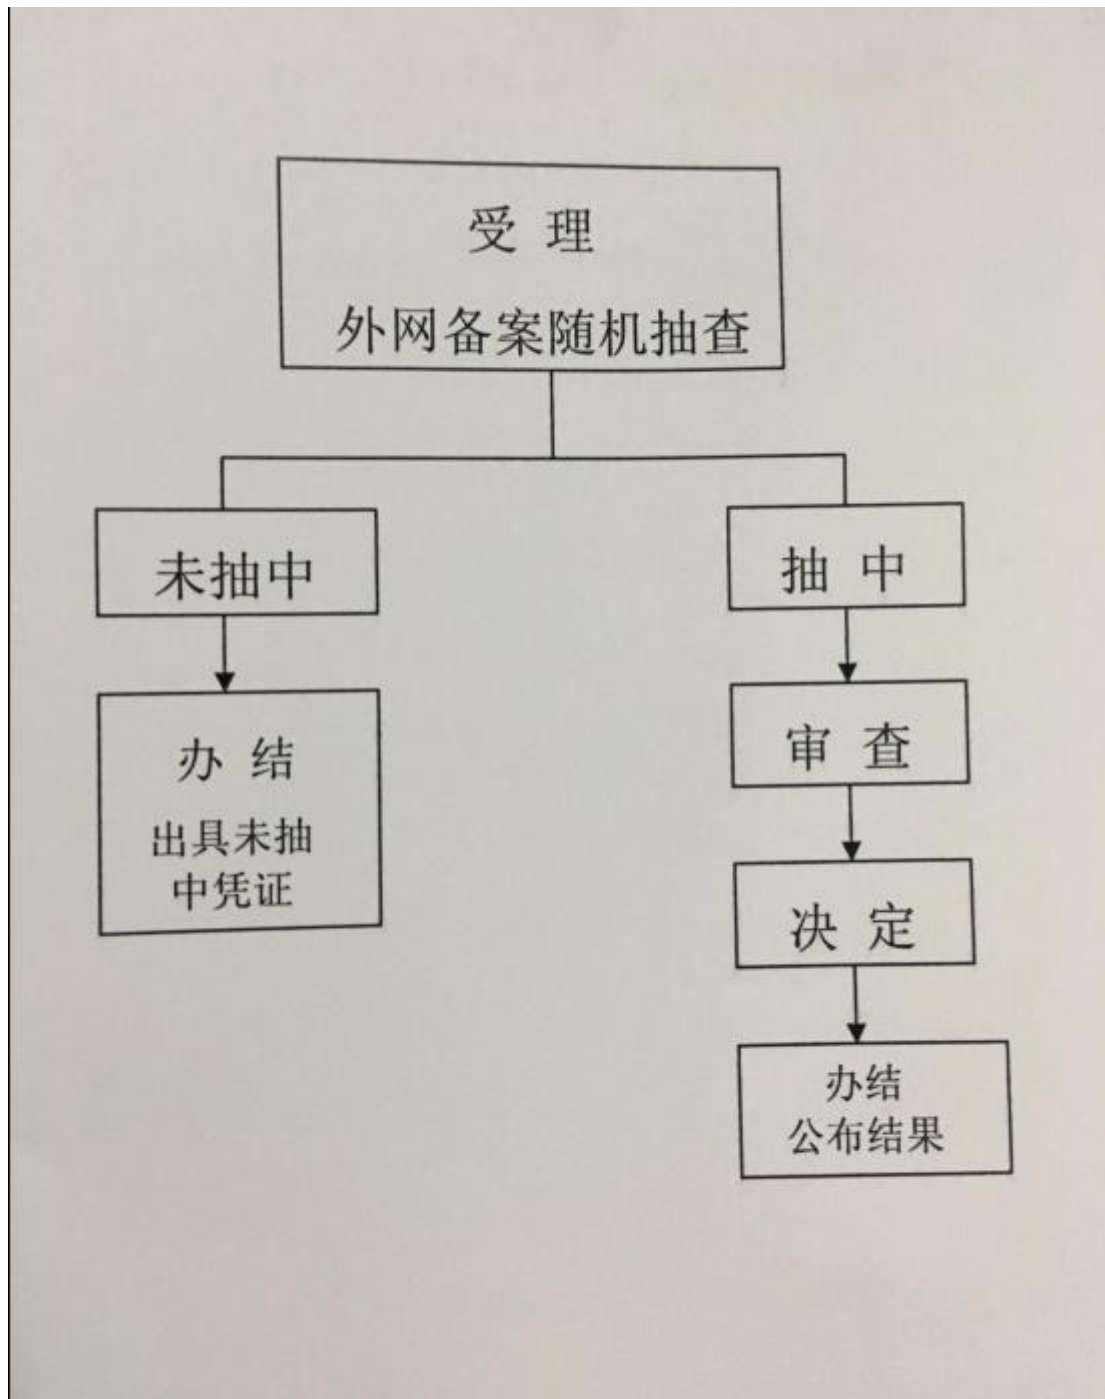 受 理
外网备案随机抽查
未抽中
抽 中
办 结
出具未抽
中凭证
审 查
决 定
办结
公布结果